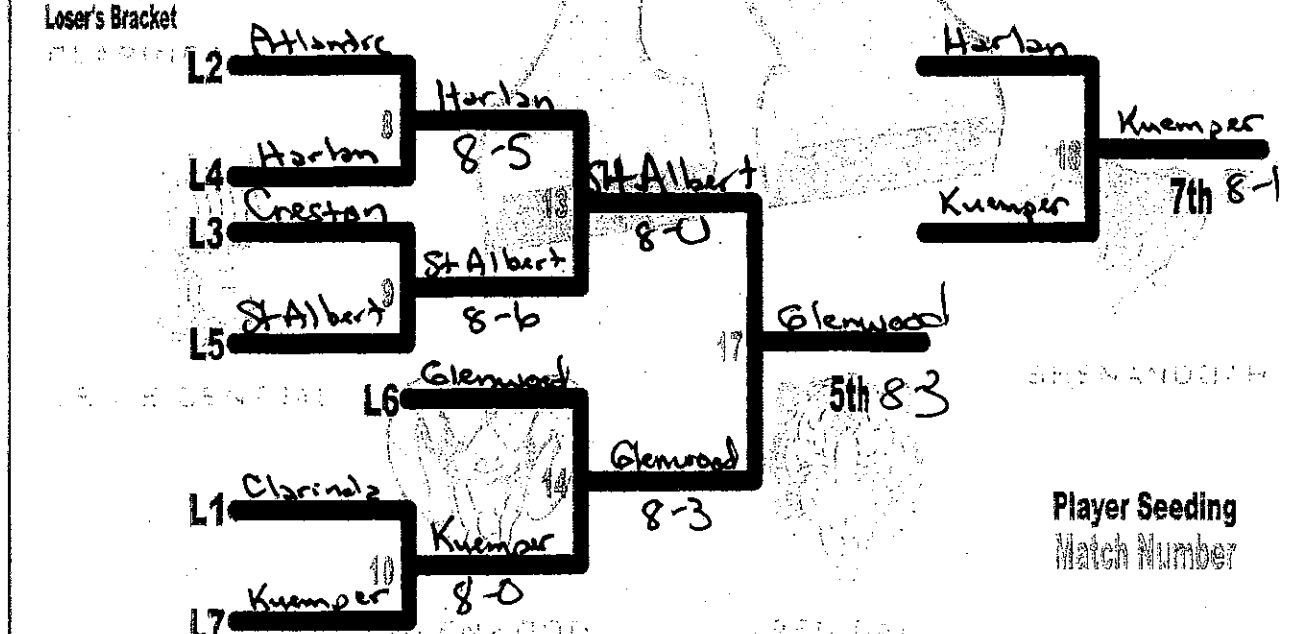 Loser's Bracket
Atlantic
L2
Harlan
8
8-5
Harlan
L4
Creston
L3
St Albert
9
8-6
St Albert
L5
13
St Albert
8-0
Glenwood
L6
Clarinda
L1
Kuemper
10
8-0
Kuemper
L7
14
Glenwood
8-3
17
Glenwood
5th 8-3
Harlan
18
Kuemper
7th 8-1
Kuemper
Player Seeding
Match Number